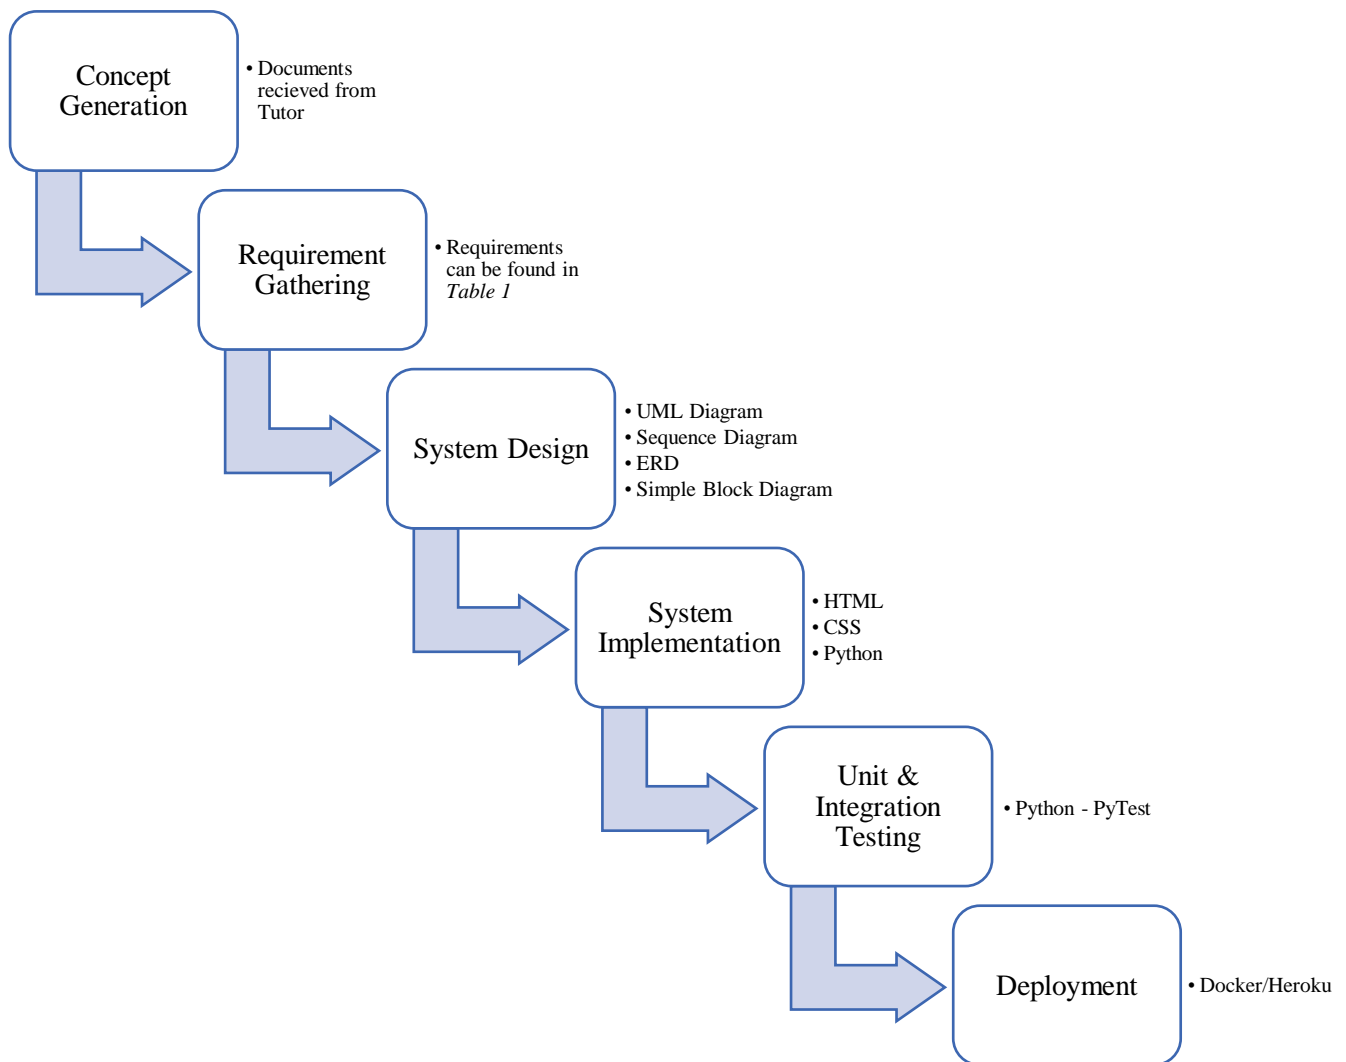 Concept
Generation
• Documents
recieved from
Tutor
Requirement
Gathering
• Requirements
can be found in
Table 1
System Design
• UML Diagram
• Sequence Diagram
• ERD
• Simple Block Diagram
System
Implementation
• HTML
• CSS
• Python
Unit &
Integration
Testing
• Python - PyTest
Deployment
• Docker/Heroku